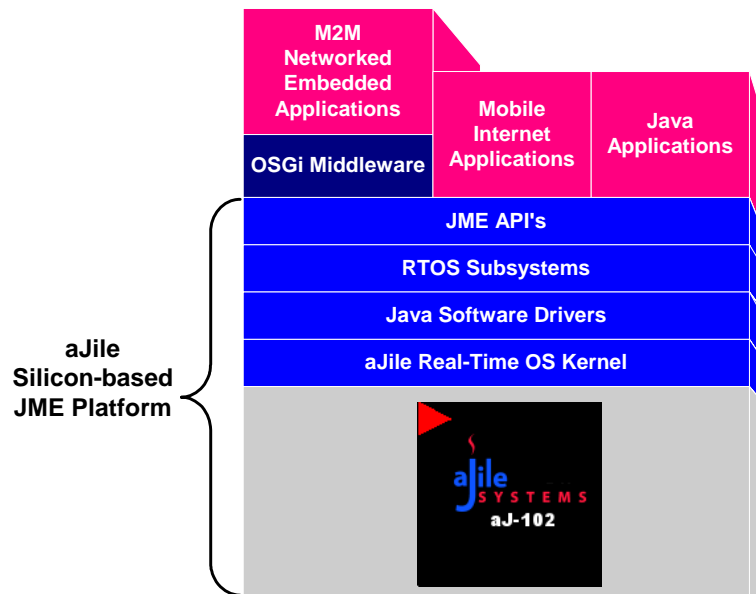 M2M
Networked
Embedded
Applications
Mobile
Internet
Applications
Java
Applications
OSGi Middleware
JME API's
RTOS Subsystems
Java Software Drivers
aJile Real-Time OS Kernel
aJile
Silicon-based
JME Platform
aJile
SYSTEMS
aJ-102